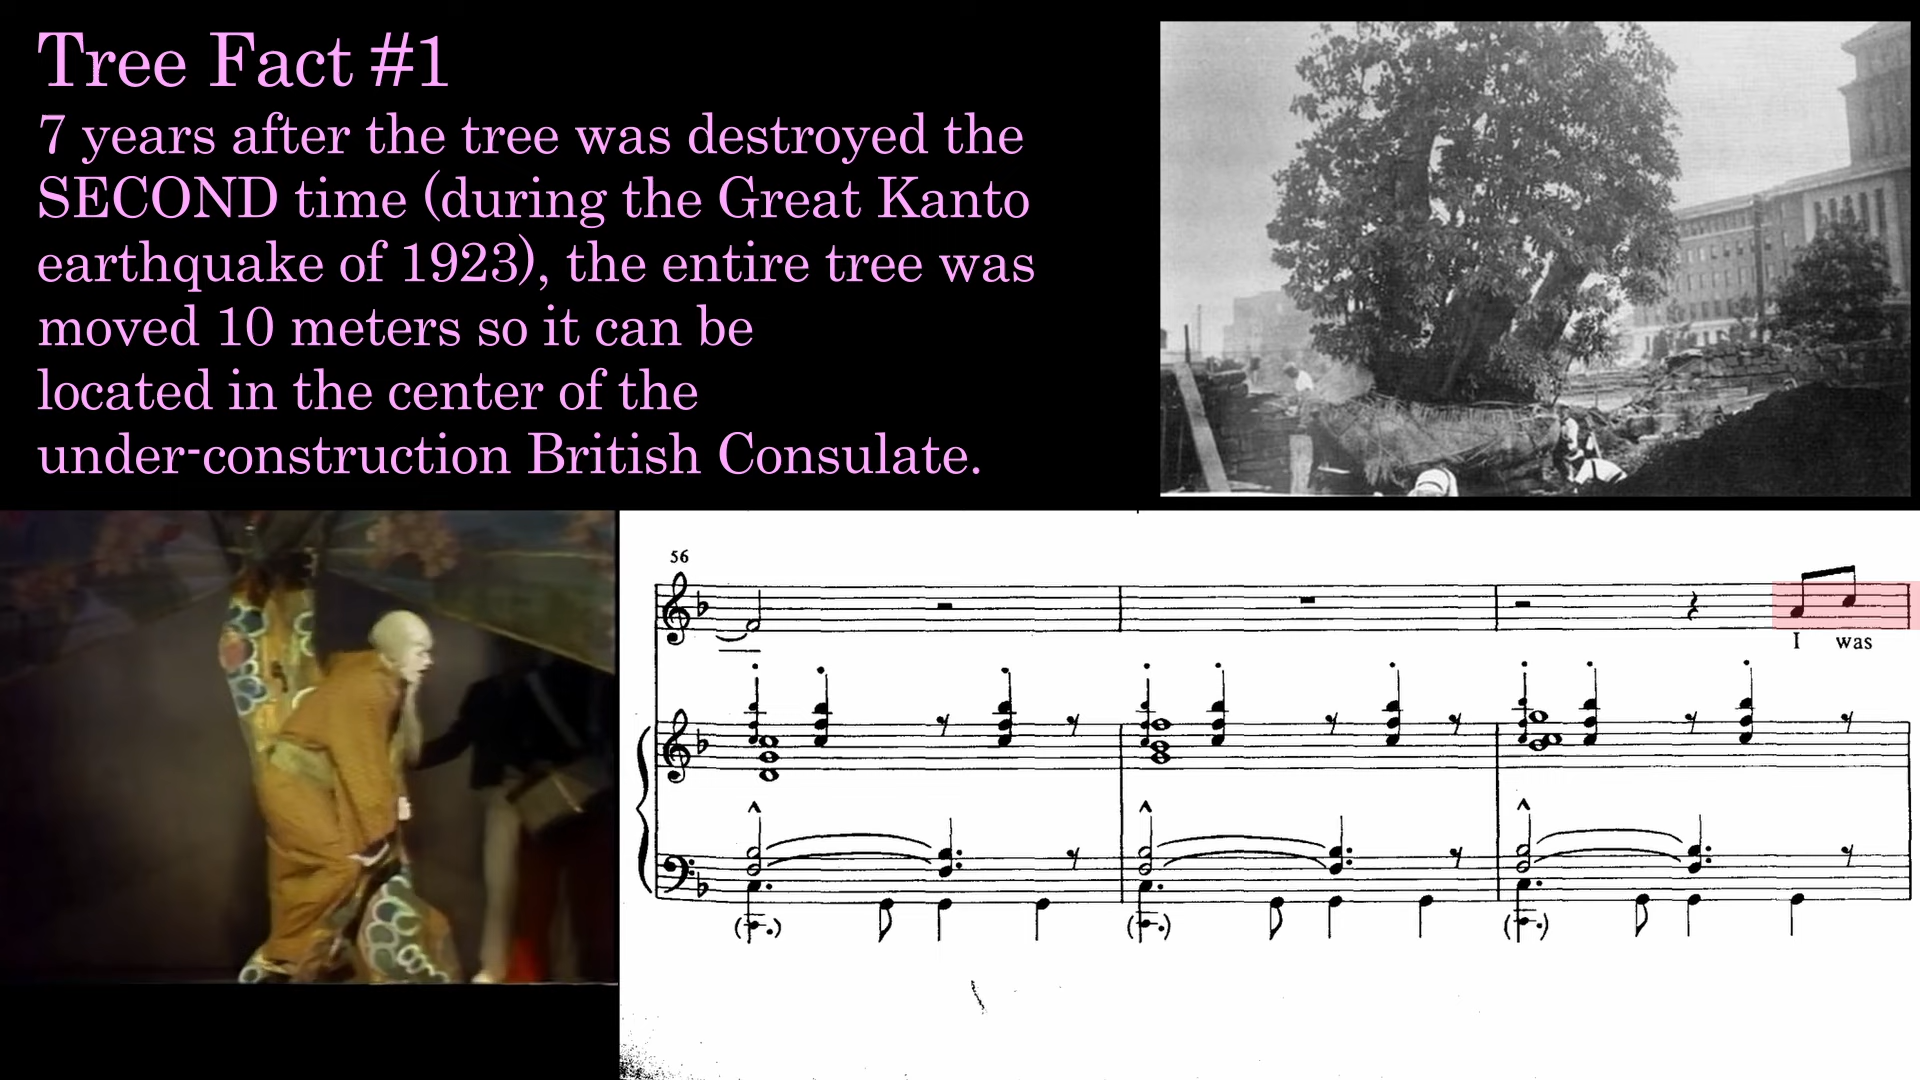 Tree Fact #1
7 years after the tree was destroyed the
SECOND time (during the Great Kanto
earthquake of 1923), the entire tree was
moved 10 meters so it can be
located in the center of the
under-construction British Consulate.
56
I was